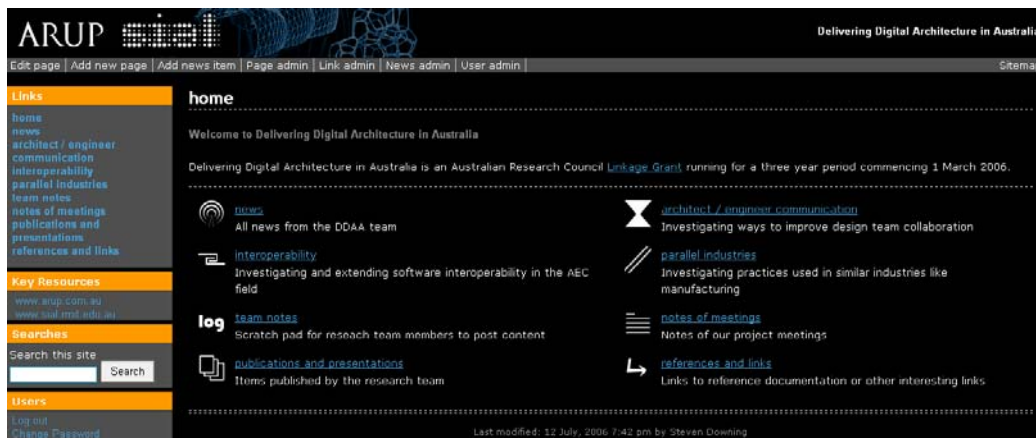 ARUP sial
Delivering Digital Architecture in Australia
Edit page | Add new page | Add news item | Page admin | Link admin | News admin | User admin |
Sitemap
Links
home
news
architect / engineer
communication
interoperability
parallel industries
team notes
notes of meetings
publications and
presentations
references and links
Key Resources
www.arup.com.au
www.sial.rmit.edu.au
Searches
Search this site
Search
Users
Log out
Change Password
home
Welcome to Delivering Digital Architecture in Australia
Delivering Digital Architecture in Australia is an Australian Research Council Linkage Grant running for a three year period commencing 1 March 2006.
news
All news from the DDAA team
architect / engineer communication
Investigating ways to improve design team collaboration
interoperability
Investigating and extending software interoperability in the AEC
field
parallel industries
Investigating practices used in similar industries like
manufacturing
log
team notes
Scratch pad for reseach team members to post content
notes of meetings
Notes of our project meetings
publications and presentations
Items published by the research team
references and links
Links to reference documentation or other interesting links
Last modified: 12 July, 2006 7:42 pm by Steven Downing